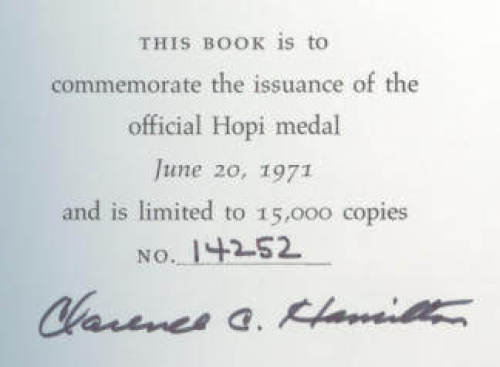 THIS BOOK is to
commemorate the issuance of the
official Hopi medal
June 20, 1971
and is limited to 15,000 copies
NO. 14252
Clarence C. Hamilton